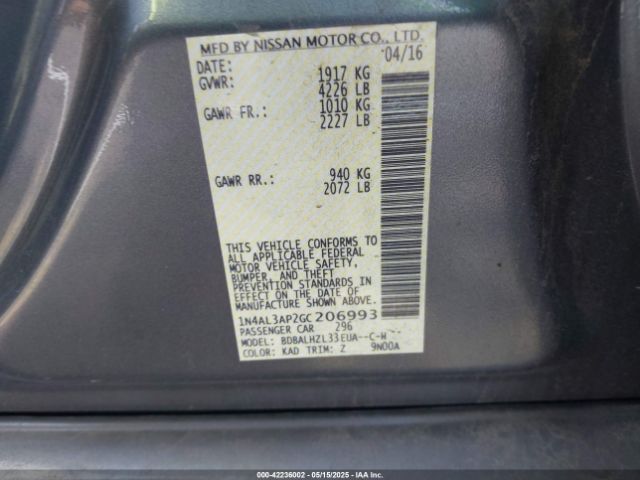 MFD BY NISSAN MOTOR CO., LTD.
DATE: 04/16
GVWR: 1917 KG
4226 LB
GAWR FR.: 1010 KG
2227 LB
GAWR RR.: 940 KG
2072 LB
THIS VEHICLE CONFORMS TO
ALL APPLICABLE FEDERAL
MOTOR VEHICLE SAFETY,
BUMPER, AND THEFT
PREVENTION STANDARDS IN
EFFECT ON THE DATE OF
MANUFACTURE SHOWN ABOVE.
1N4AL3AP2GC206993
PASSENGER CAR 296
MODEL: BDBALHZL33EUA--C-H
COLOR: KAD TRIM: Z 9N00A
000-42236002 - 05/15/2025 - IAA Inc.